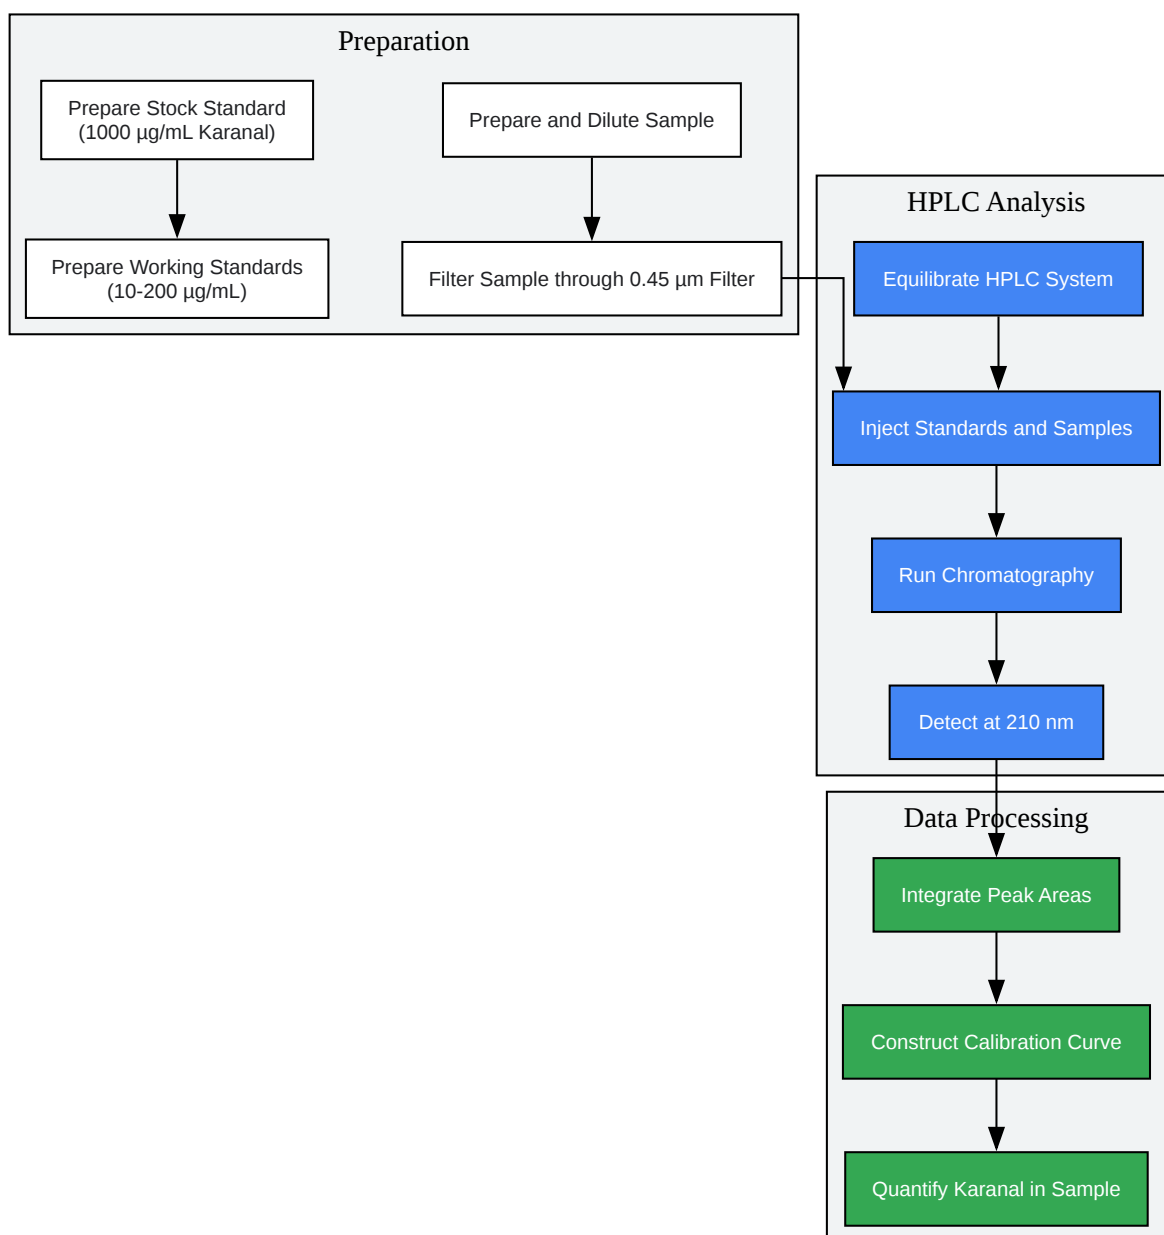 Preparation
Prepare Stock Standard
(1000 µg/mL Karanal)
Prepare and Dilute Sample
Prepare Working Standards
(10-200 µg/mL)
Filter Sample through 0.45 µm Filter
HPLC Analysis
Equilibrate HPLC System
Inject Standards and Samples
Run Chromatography
Detect at 210 nm
Data Processing
Integrate Peak Areas
Construct Calibration Curve
Quantify Karanal in Sample